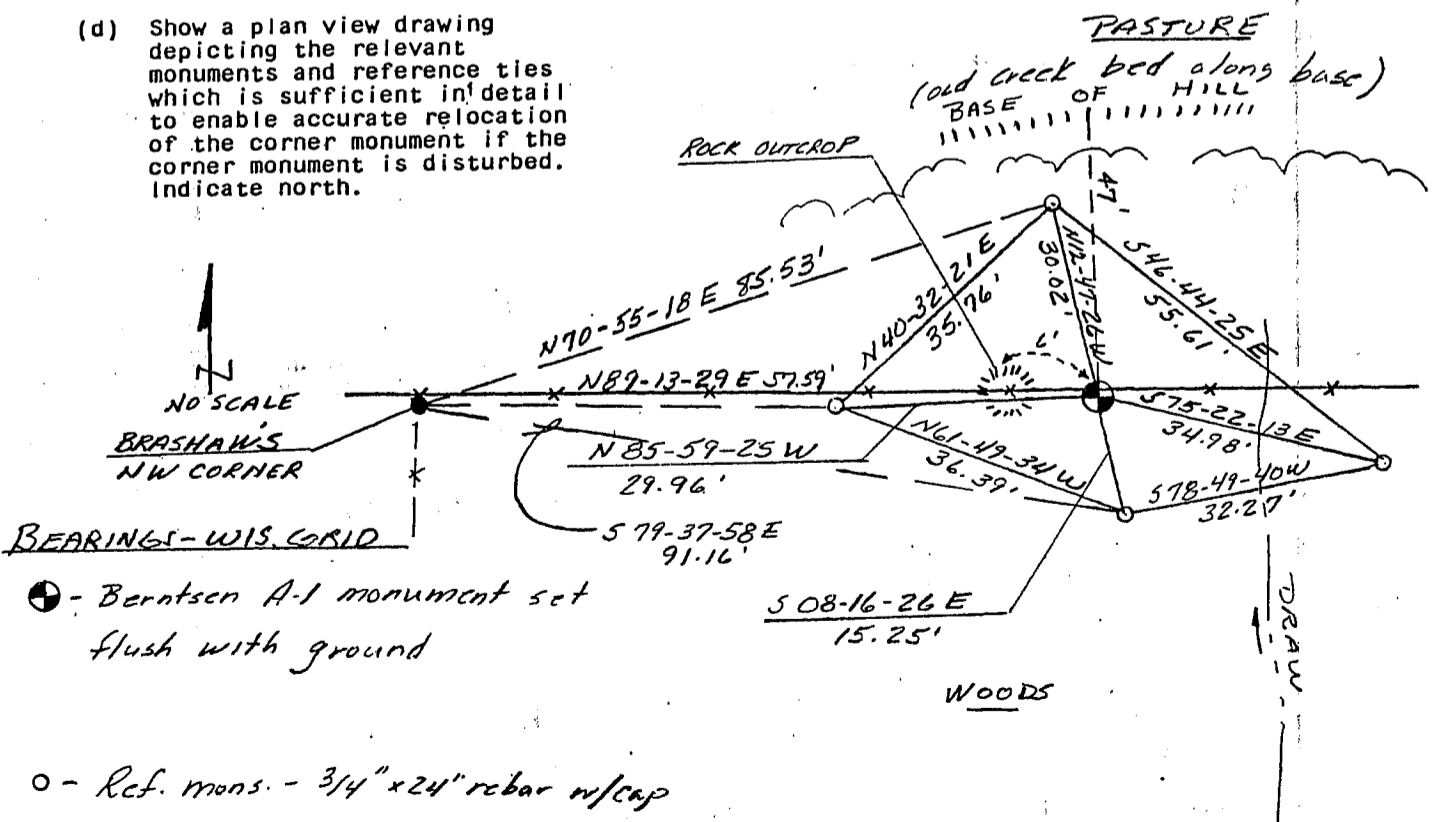 (d) Show a plan view drawing
depicting the relevant
monuments and reference ties
which is sufficient in detail
to enable accurate relocation
of the corner monument if the
corner monument is disturbed.
Indicate north.
PASTURE
(old creek bed along base)
BASE OF HILL
ROCK OUTCROP
47'
N70-55-18 E 85.53'
N40-32-21 E
35.76'
N12-47-26 W
30.02'
S46-44-25 E
55.61'
6'
N
NO SCALE
N89-13-29 E 57.59'
BRASHAW'S
NW CORNER
N 85-59-25 W
29.96'
N61-49-34 W
36.39'
S75-22-13 E
34.98'
S78-49-40 W
32.27'
S 79-37-58 E
91.16'
BEARINGS - WIS. GRID
- Berntsen A-1 monument set
flush with ground
S 08-16-26 E
15.25'
DRAW
WOODS
o - Ref. mons. - 3/4" x 24" rebar w/cap